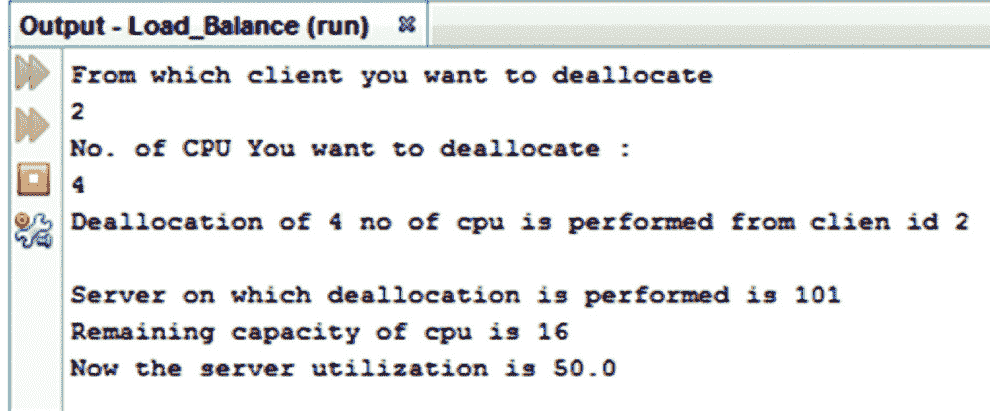 Output - Load_Balance (run)
From which client you want to deallocate
2
No. of CPU You want to deallocate :
4
Deallocation of 4 no of cpu is performed from clien id 2
Server on which deallocation is performed is 101
Remaining capacity of cpu is 16
Now the server utilization is 50.0